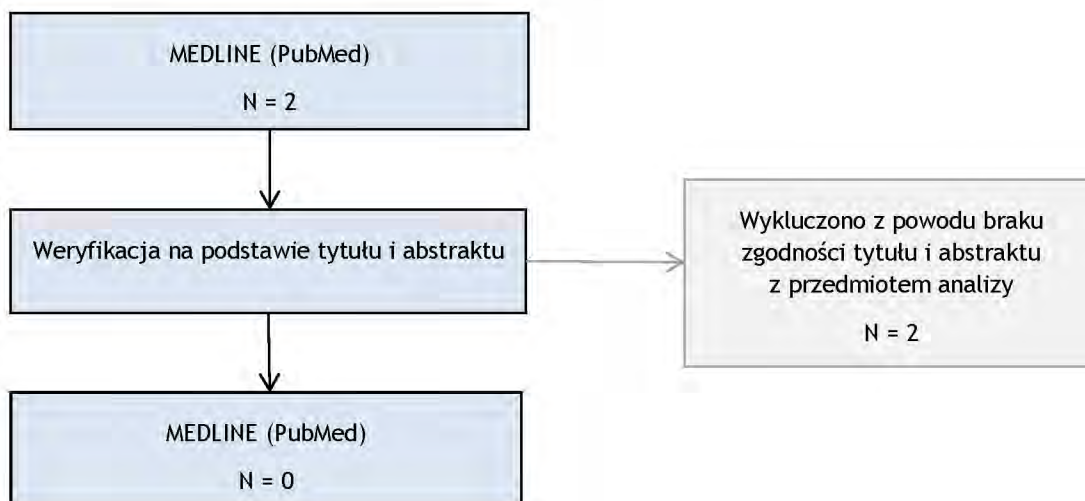 MEDLINE (PubMed)
N = 2
Weryfikacja na podstawie tytułu i abstraktu
Wykluczono z powodu braku
zgodności tytułu i abstraktu
z przedmiotem analizy
N = 2
MEDLINE (PubMed)
N = 0